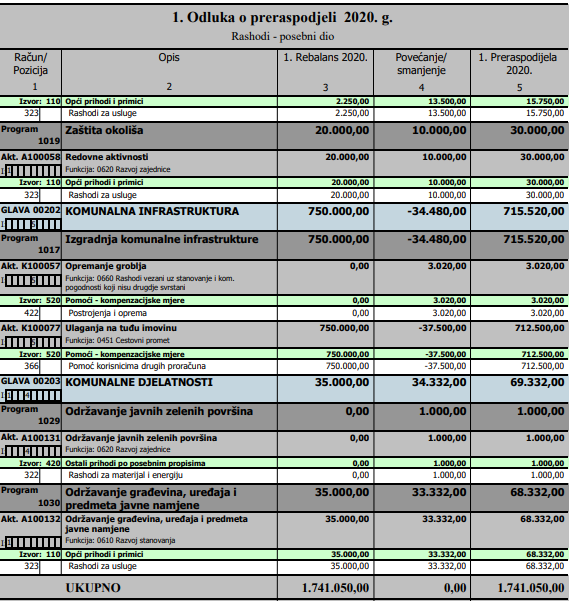 1. Odluka o preraspodjeli 2020. g.
Rashodi - posebni dio
Račun/ Pozicija Opis 1. Rebalans 2020. Povećanje/ smanjenje 1. Preraspodijela 2020.
1 2 3 4 5
Izvor: 110 Opći prihodi i primici 2.250,00 13.500,00 15.750,00
323 Rashodi za usluge 2.250,00 13.500,00 15.750,00
Program 1019 Zaštita okoliša 20.000,00 10.000,00 30.000,00
Akt. A100058 Redovne aktivnosti 20.000,00 10.000,00 30.000,00
Funkcija: 0620 Razvoj zajednice
Izvor: 110 Opći prihodi i primici 20.000,00 10.000,00 30.000,00
323 Rashodi za usluge 20.000,00 10.000,00 30.000,00
GLAVA 00202 KOMUNALNA INFRASTRUKTURA 750.000,00 -34.480,00 715.520,00
Program 1017 Izgradnja komunalne infrastrukture 750.000,00 -34.480,00 715.520,00
Akt. K100057 Opremanje groblja 0,00 3.020,00 3.020,00
Funkcija: 0660 Rashodi vezani uz stanovanje i kom.
pogodnosti koji nisu drugdje svrstani
Izvor: 520 Pomoći - kompenzacijske mjere 0,00 3.020,00 3.020,00
422 Postrojenja i oprema 0,00 3.020,00 3.020,00
Akt. K100077 Ulaganja na tuđu imovinu 750.000,00 -37.500,00 712.500,00
Funkcija: 0451 Cestovni promet
Izvor: 520 Pomoći - kompenzacijske mjere 750.000,00 -37.500,00 712.500,00
366 Pomoć korisnicima drugih proračuna 750.000,00 -37.500,00 712.500,00
GLAVA 00203 KOMUNALNE DJELATNOSTI 35.000,00 34.332,00 69.332,00
Program 1029 Održavanje javnih zelenih površina 0,00 1.000,00 1.000,00
Akt. A100131 Održavanje javnih zelenih površina 0,00 1.000,00 1.000,00
Funkcija: 0620 Razvoj zajednice
Izvor: 420 Ostali prihodi po posebnim propisima 0,00 1.000,00 1.000,00
322 Rashodi za materijal i energiju 0,00 1.000,00 1.000,00
Program 1030 Održavanje građevina, uređaja i 35.000,00 33.332,00 68.332,00
predmeta javne namjene
Akt. A100132 Održavanje građevina, uređaja i predmeta 35.000,00 33.332,00 68.332,00
javne namjene
Funkcija: 0610 Razvoj stanovanja
Izvor: 110 Opći prihodi i primici 35.000,00 33.332,00 68.332,00
323 Rashodi za usluge 35.000,00 33.332,00 68.332,00
UKUPNO 1.741.050,00 0,00 1.741.050,00